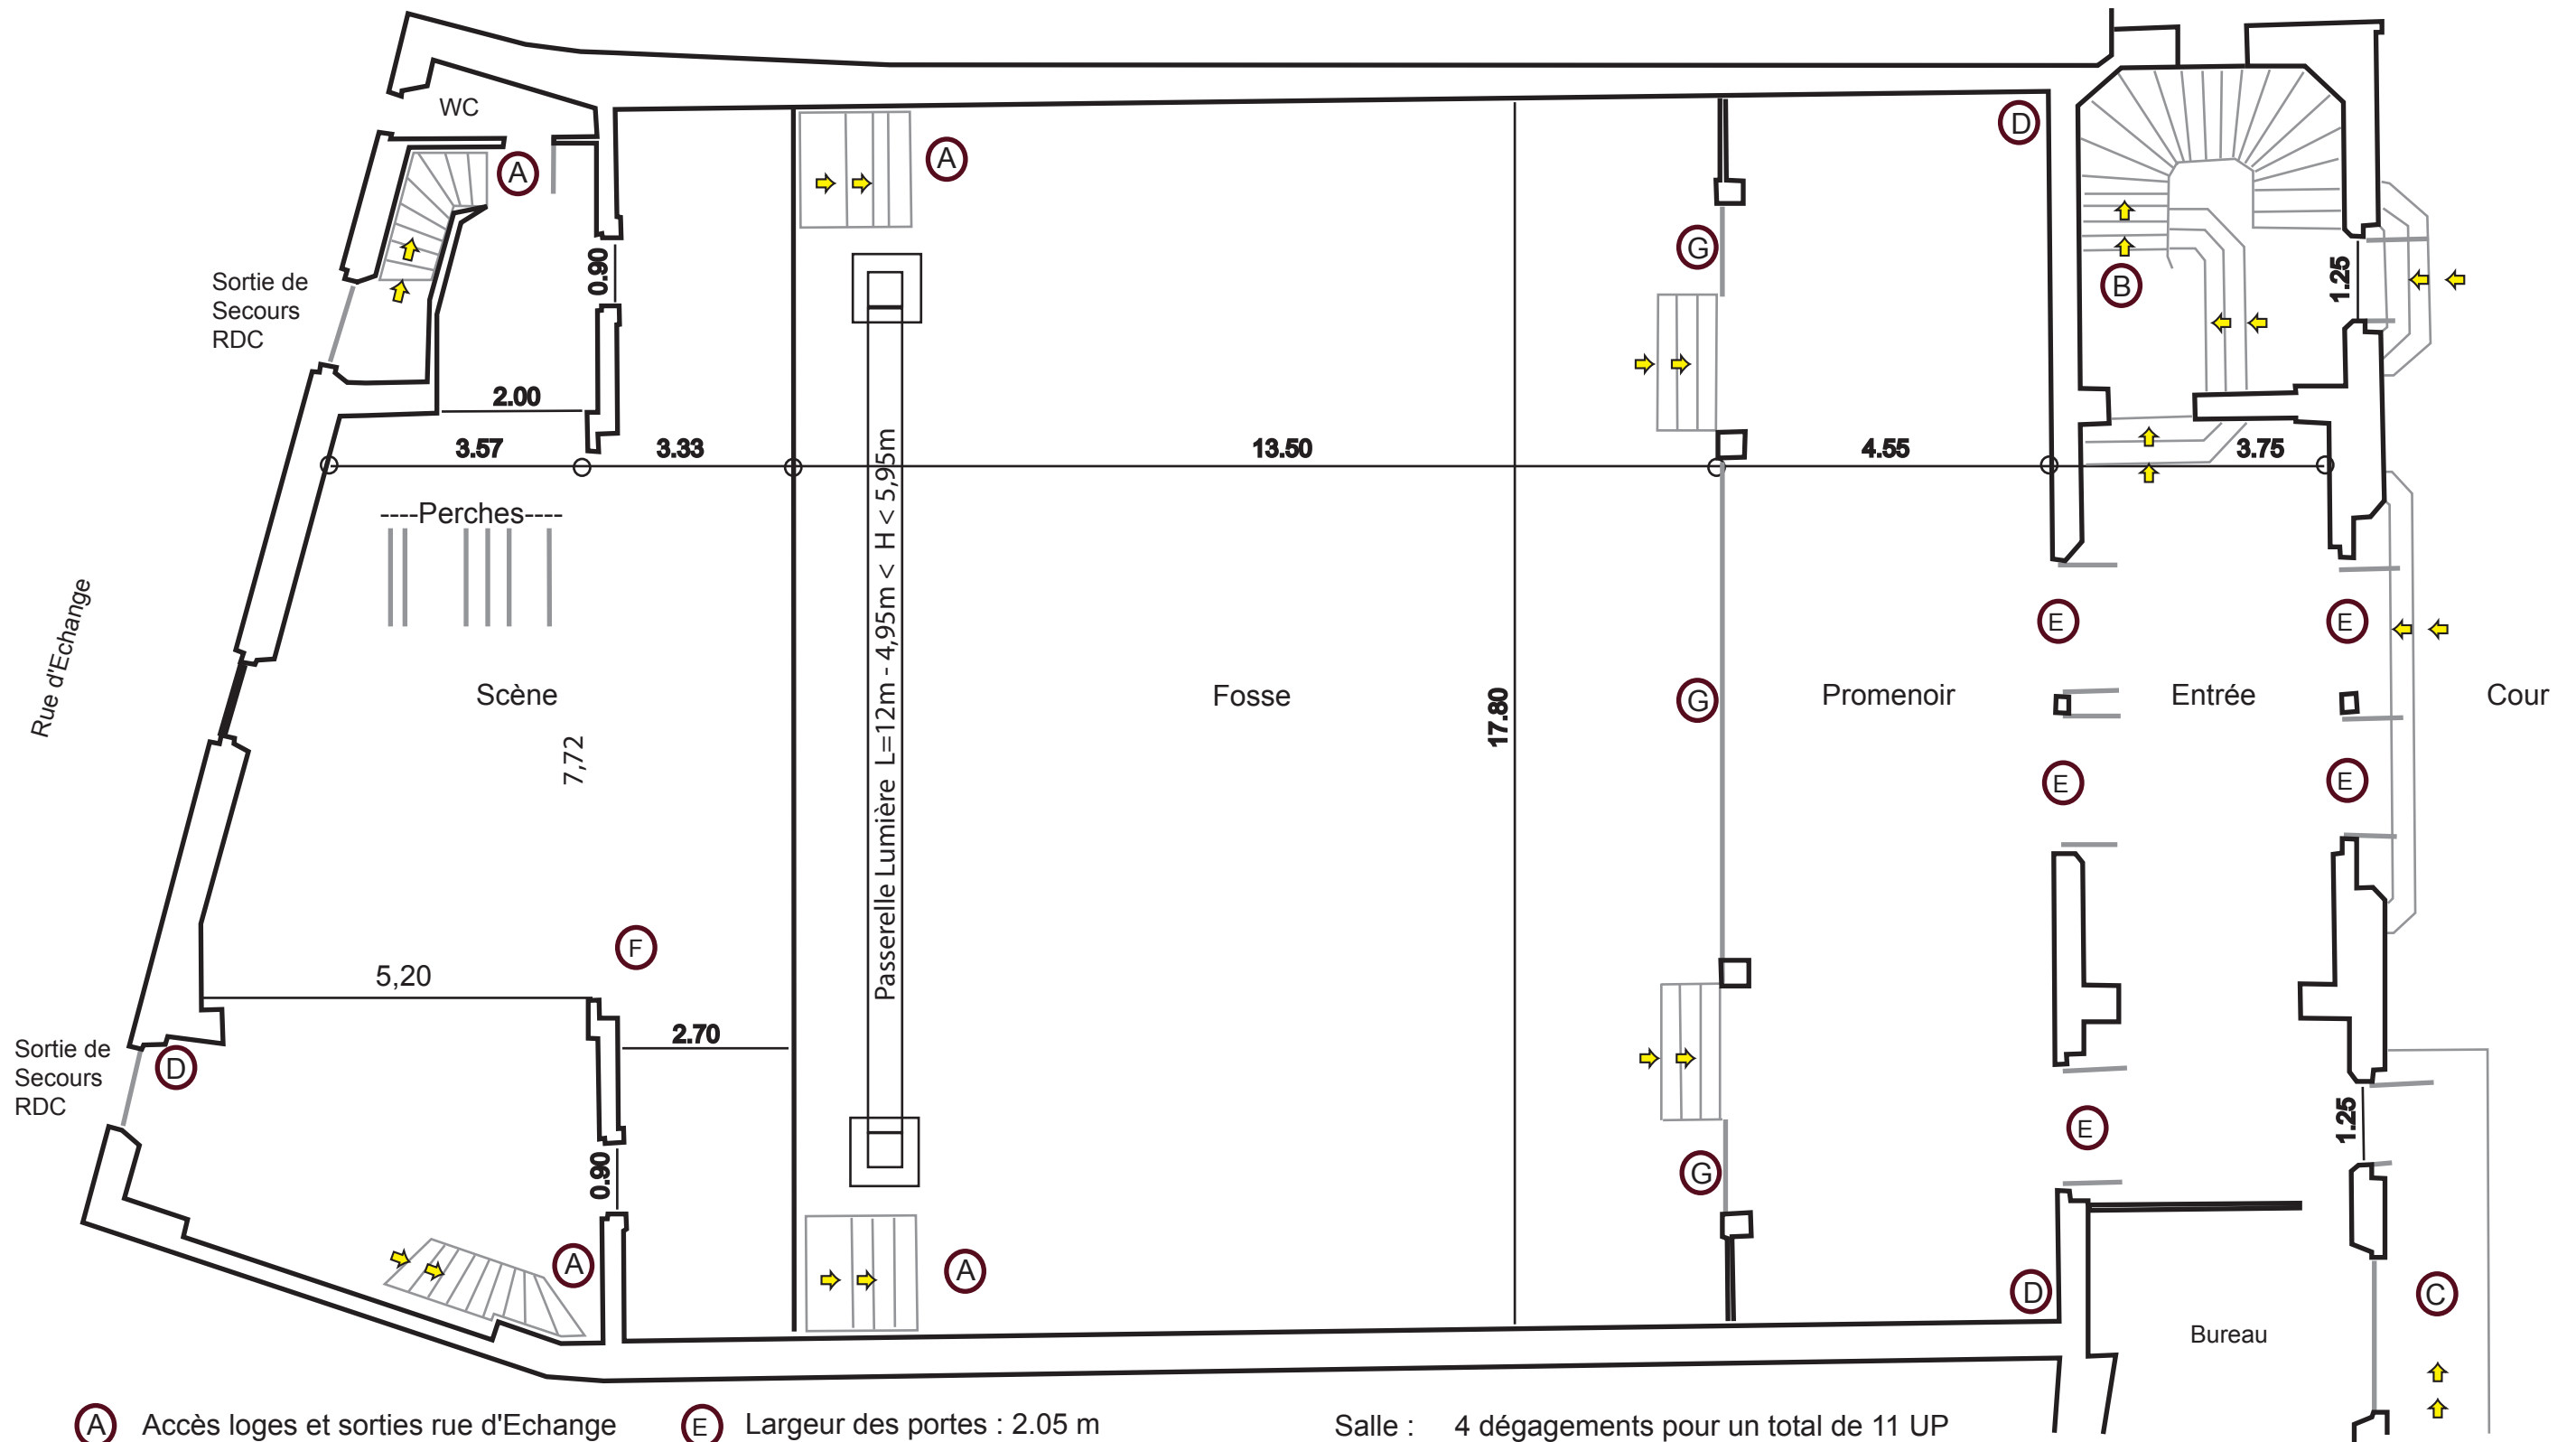 WC
A
A
D
Sortie de
Secours
RDC
0.90
G
B
1.25
2.00
3.57
3.33
13.50
4.55
3.75
----Perches----
Rue d'Echange
Scène
7,72
Passerelle Lumière L=12m - 4,95m < H < 5,95m
Fosse
17.80
G
Promenoir
E
E
Entrée
E
E
Cour
F
5,20
2.70
Sortie de
Secours
RDC
D
0.90
E
1.25
G
A
A
D
C
Bureau
A Accès loges et sorties rue d'Echange
E Largeur des portes : 2.05 m
Salle : 4 dégagements pour un total de 11 UP